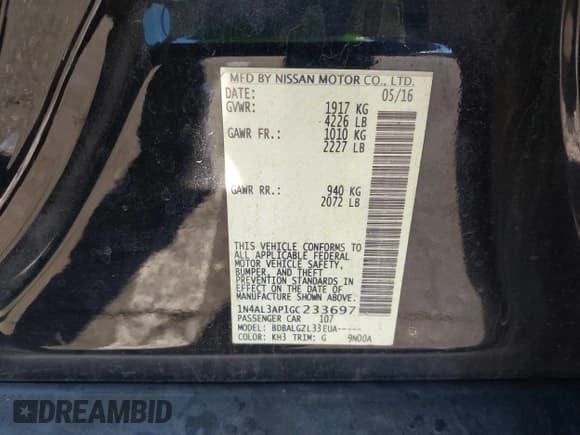 MFD BY NISSAN MOTOR CO., LTD.
DATE: 05/16
GVWR: 1917 KG
4226 LB
GAWR FR.: 1010 KG
2227 LB
GAWR RR.: 940 KG
2072 LB
THIS VEHICLE CONFORMS TO
ALL APPLICABLE FEDERAL
MOTOR VEHICLE SAFETY,
BUMPER, AND THEFT
PREVENTION STANDARDS IN
EFFECT ON THE DATE OF
MANUFACTURE SHOWN ABOVE.
1N4AL3AP1GC233697
PASSENGER CAR 107
MODEL: BDBALGZL33EUA-----
COLOR: KH3 TRIM: G 9N00A
DREAMBID